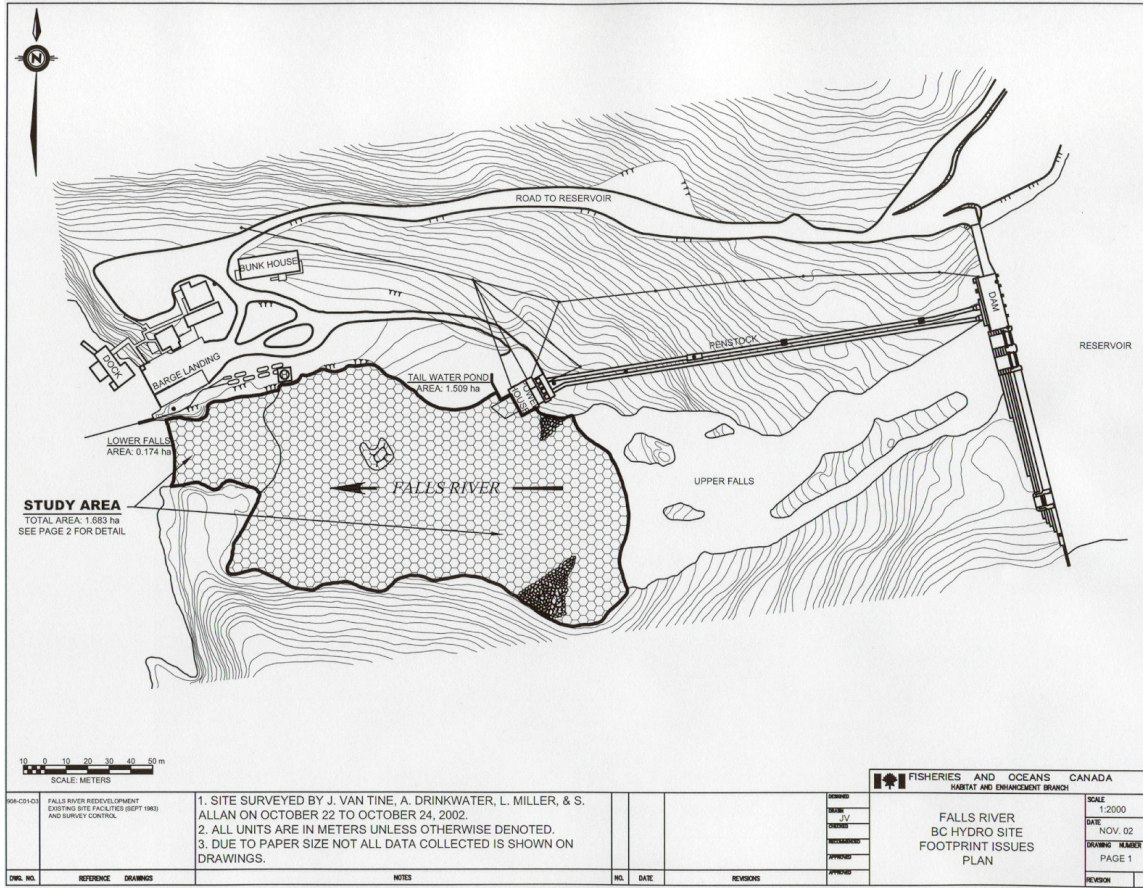 N
ROAD TO RESERVOIR
BUNK HOUSE
DAM
PENSTOCK
RESERVOIR
DOCK
BARGE LANDING
TAIL WATER POND
AREA: 1.509 ha
HOUSE
LOWER FALLS
AREA: 0.174 ha
UPPER FALLS
FALLS RIVER
STUDY AREA
TOTAL AREA: 1.683 ha
SEE PAGE 2 FOR DETAIL
10 0 10 20 30 40 50 m
SCALE: METERS
FALLS RIVER REDEVELOPMENT
EXISTING SITE FACILITIES (SEPT 1983)
AND SURVEY CONTROL
DWG. NO. REFERENCE DRAWINGS
1. SITE SURVEYED BY J. VAN TINE, A. DRINKWATER, L. MILLER, & S.
ALLAN ON OCTOBER 22 TO OCTOBER 24, 2002.
2. ALL UNITS ARE IN METERS UNLESS OTHERWISE DENOTED.
3. DUE TO PAPER SIZE NOT ALL DATA COLLECTED IS SHOWN ON
DRAWINGS.
NOTES
NO. DATE REVISIONS
DESIGNED
DRAWN
JV
CHECKED
RECOMMENDED
APPROVED
APPROVED
FISHERIES AND OCEANS CANADA
HABITAT AND ENHANCEMENT BRANCH
FALLS RIVER
BC HYDRO SITE
FOOTPRINT ISSUES
PLAN
SCALE
1:2000
DATE
NOV. 02
DRAWING NUMBER
PAGE 1
REVISION